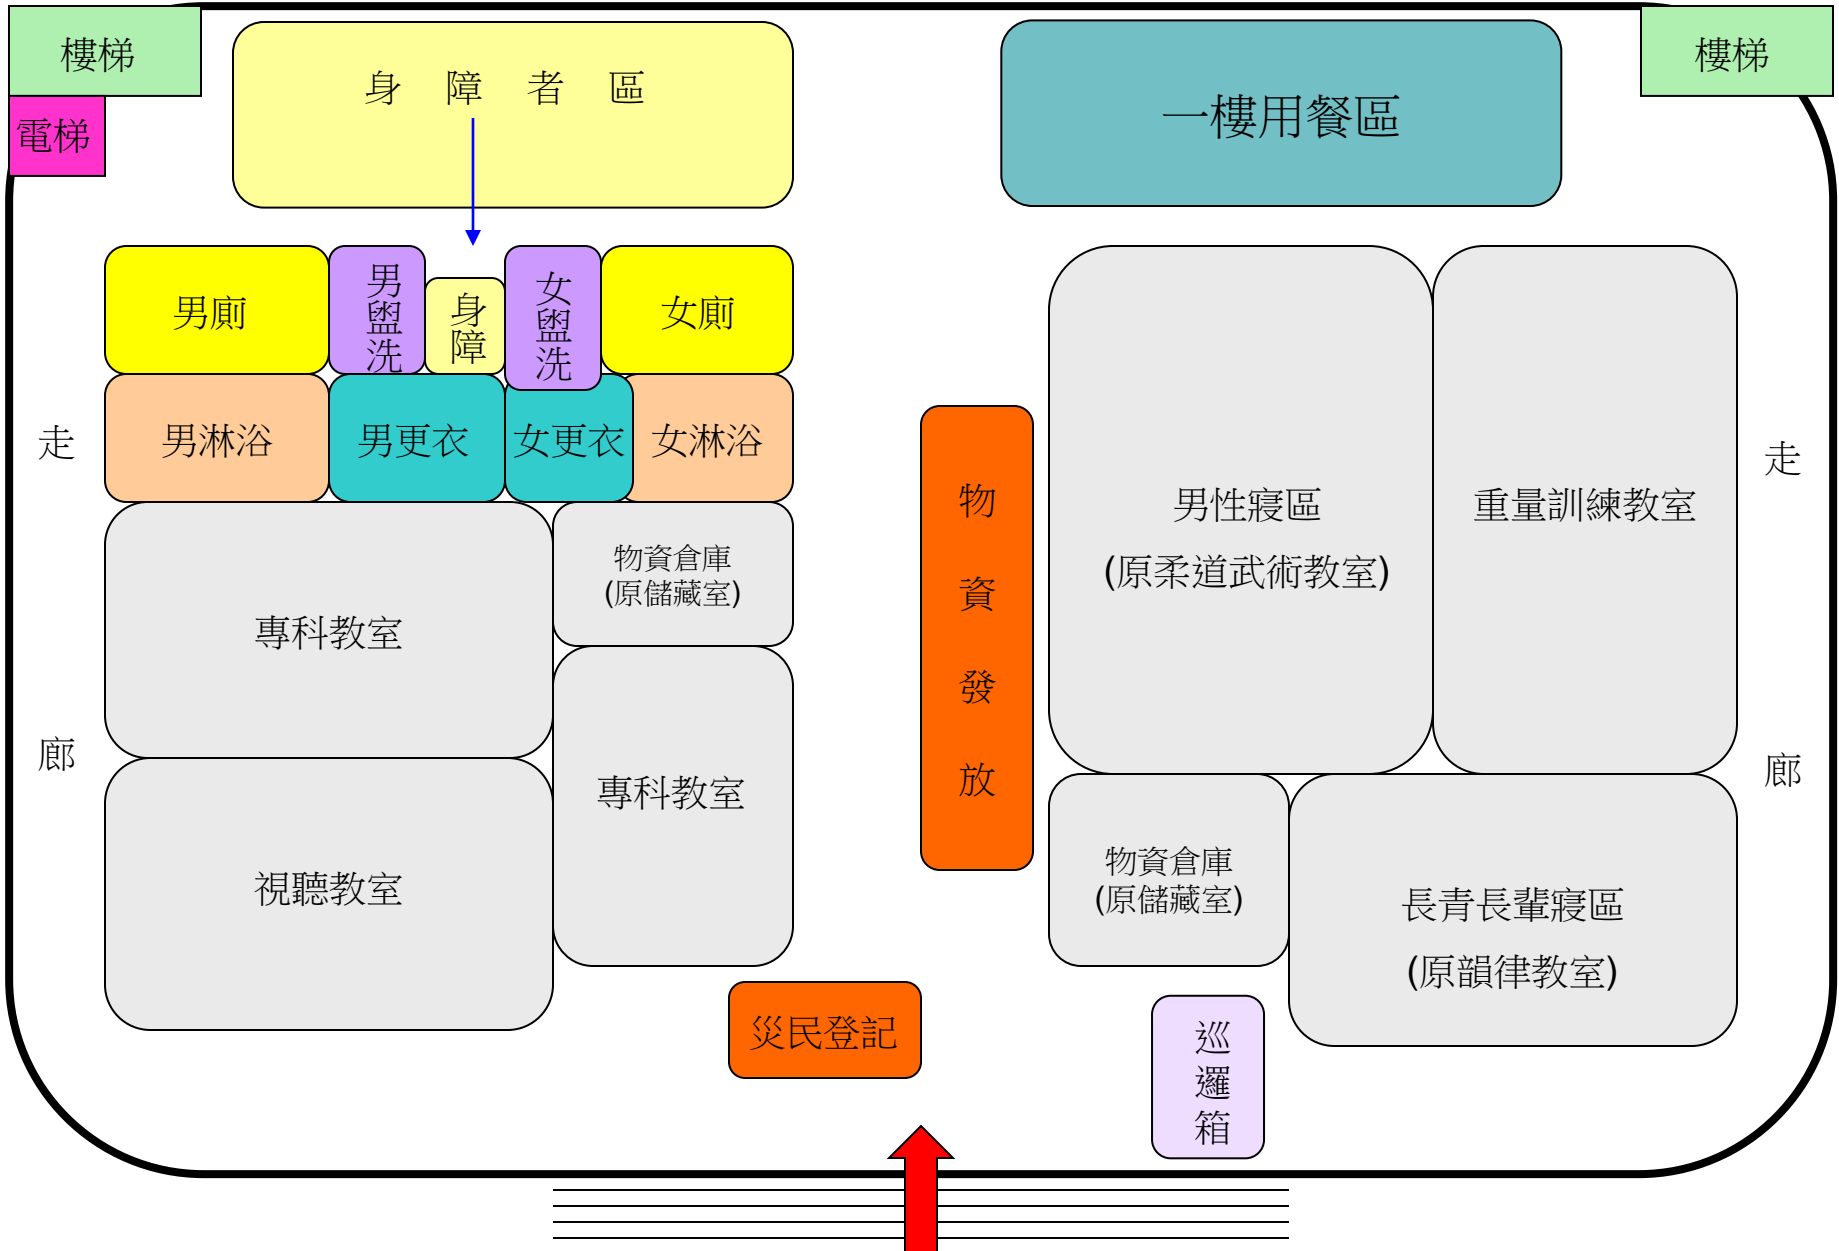 樓梯
身 障 者 區
一樓用餐區
樓梯
電梯
男廁
男盥洗
身障
女盥洗
女廁
男淋浴
男更衣
女更衣
女淋浴
走廊
專科教室
物資倉庫
(原儲藏室)
專科教室
視聽教室
物資發放
男性寢區
(原柔道武術教室)
重量訓練教室
走廊
物資倉庫
(原儲藏室)
長青長輩寢區
(原韻律教室)
災民登記
巡邏箱